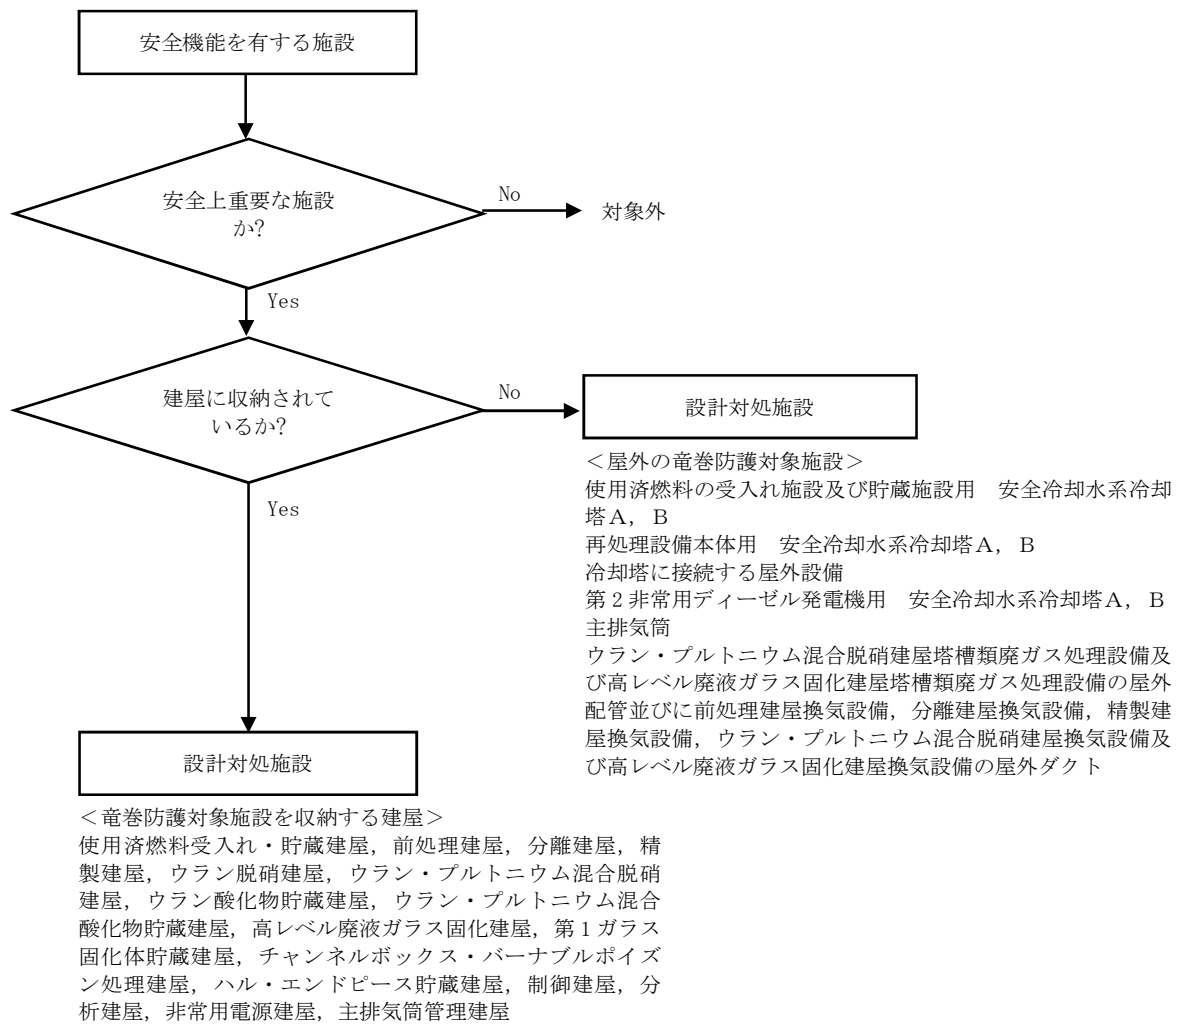 安全機能を有する施設
安全上重要な施設
か?
No
対象外
Yes
建屋に収納されて
いるか?
No
設計対処施設
＜屋外の竜巻防護対象施設＞
使用済燃料の受入れ施設及び貯蔵施設用　安全冷却水系冷却
塔Ａ，Ｂ
再処理設備本体用　安全冷却水系冷却塔Ａ，Ｂ
冷却塔に接続する屋外設備
第２非常用ディーゼル発電機用　安全冷却水系冷却塔Ａ，Ｂ
主排気筒
ウラン・プルトニウム混合脱硝建屋塔槽類廃ガス処理設備及
び高レベル廃液ガラス固化建屋塔槽類廃ガス処理設備の屋外
配管並びに前処理建屋換気設備，分離建屋換気設備，精製建
屋換気設備，ウラン・プルトニウム混合脱硝建屋換気設備及
び高レベル廃液ガラス固化建屋換気設備の屋外ダクト
Yes
設計対処施設
＜竜巻防護対象施設を収納する建屋＞
使用済燃料受入れ・貯蔵建屋，前処理建屋，分離建屋，精
製建屋，ウラン脱硝建屋，ウラン・プルトニウム混合脱硝
建屋，ウラン酸化物貯蔵建屋，ウラン・プルトニウム混合
酸化物貯蔵建屋，高レベル廃液ガラス固化建屋，第１ガラス
固化体貯蔵建屋，チャンネルボックス・バーナブルポイズ
ン処理建屋，ハル・エンドピース貯蔵建屋，制御建屋，分
析建屋，非常用電源建屋，主排気筒管理建屋